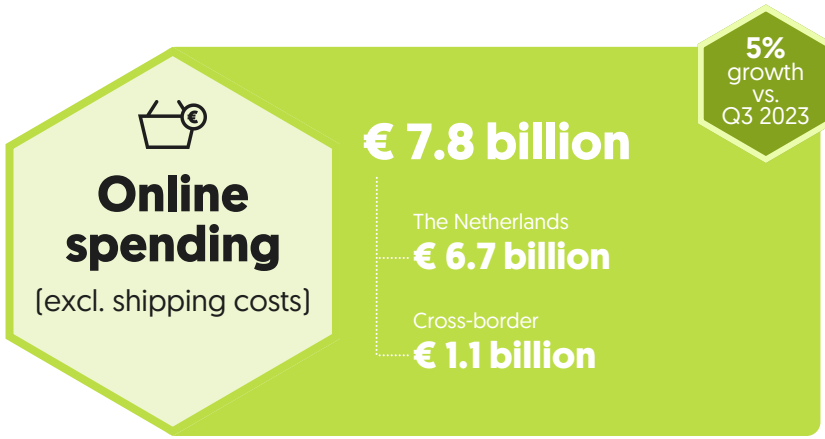 5%
growth
vs.
Q3 2023
€
Online
spending
(excl. shipping costs)
€ 7.8 billion
The Netherlands
€ 6.7 billion
Cross-border
€ 1.1 billion